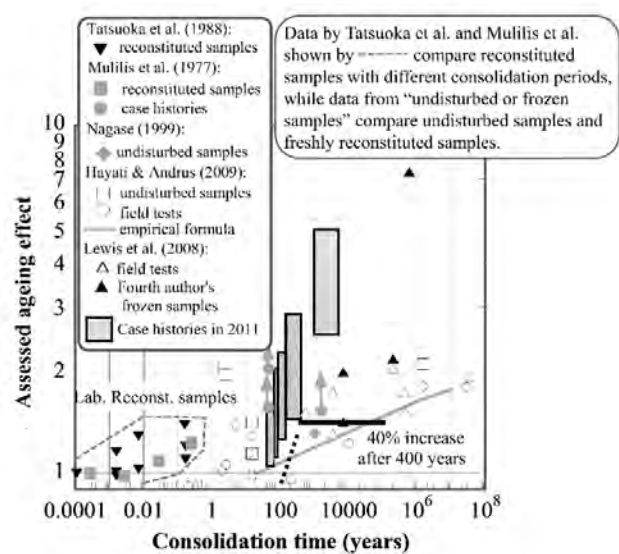 Tatsuoka et al. (1988):
reconstituted samples
Mulilis et al. (1977):
reconstituted samples
case histories
Nagase (1999):
undisturbed samples
Hayati & Andrus (2009):
undisturbed samples
field tests
empirical formula
Lewis et al. (2008):
field tests
Fourth author's
frozen samples
Case histories in 2011
Data by Tatsuoka et al. and Mulilis et al.
shown by ------ compare reconstituted
samples with different consolidation periods,
while data from “undisturbed or frozen
samples” compare undisturbed samples and
freshly reconstituted samples.
Assessed ageing effect
10
9
8
7
6
5
4
3
2
1
Lab. Reconst. samples
40% increase
after 400 years
0.0001 0.01 1 100 10000 10⁶ 10⁸
Consolidation time (years)